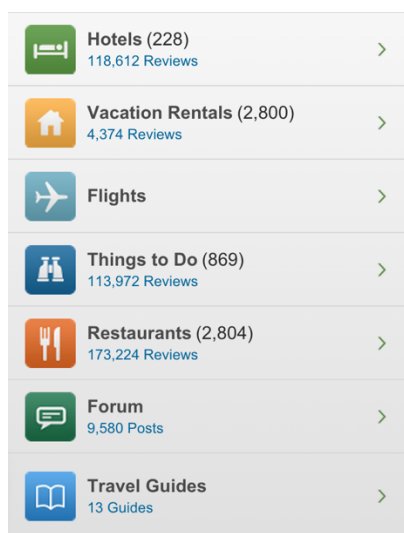 Hotels (228)
118,612 Reviews
Vacation Rentals (2,800)
4,374 Reviews
Flights
Things to Do (869)
113,972 Reviews
Restaurants (2,804)
173,224 Reviews
Forum
9,580 Posts
Travel Guides
13 Guides